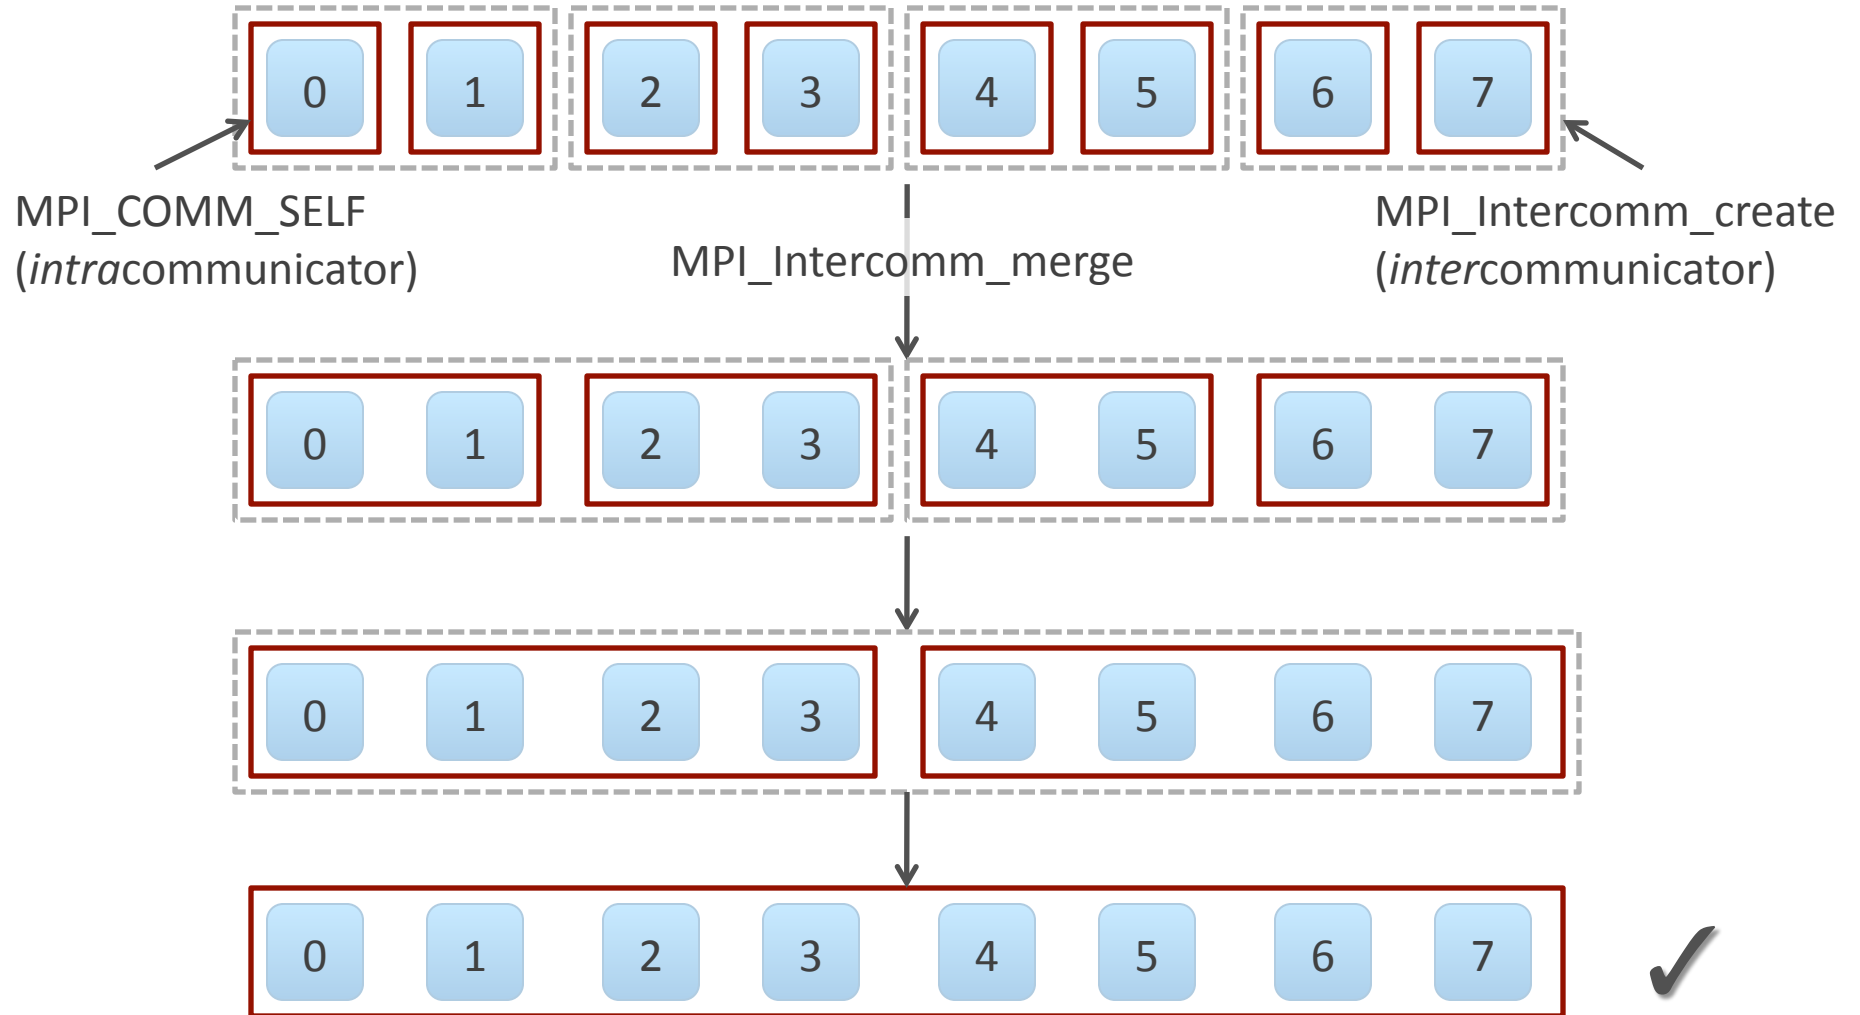 0 1 2 3 4 5 6 7
MPI_COMM_SELF
(intracommunicator)
MPI_Intercomm_merge
MPI_Intercomm_create
(intercommunicator)
0 1 2 3 4 5 6 7
0 1 2 3 4 5 6 7
0 1 2 3 4 5 6 7